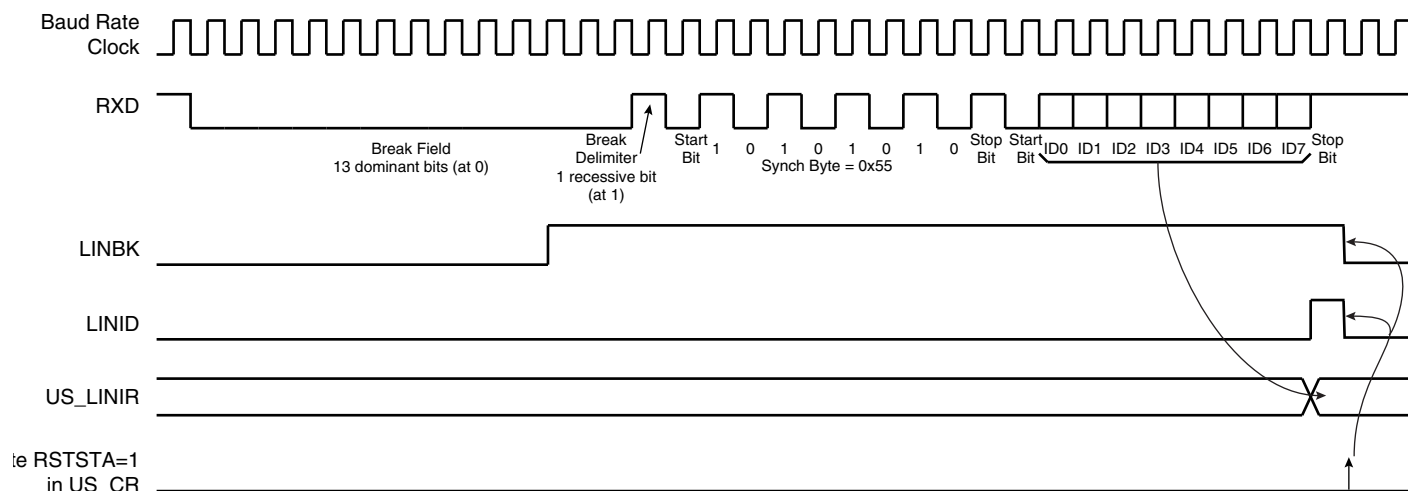 Baud Rate
Clock
RXD
Break Field
13 dominant bits (at 0)
Break
Delimiter
1 recessive bit
(at 1)
Start
Bit
1 0 1 0 1 0 1 0
Synch Byte = 0x55
Stop
Bit
Start
Bit
ID0 ID1 ID2 ID3 ID4 ID5 ID6 ID7
Stop
Bit
LINBK
LINID
US_LINIR
te RSTSTA=1
in US_CR